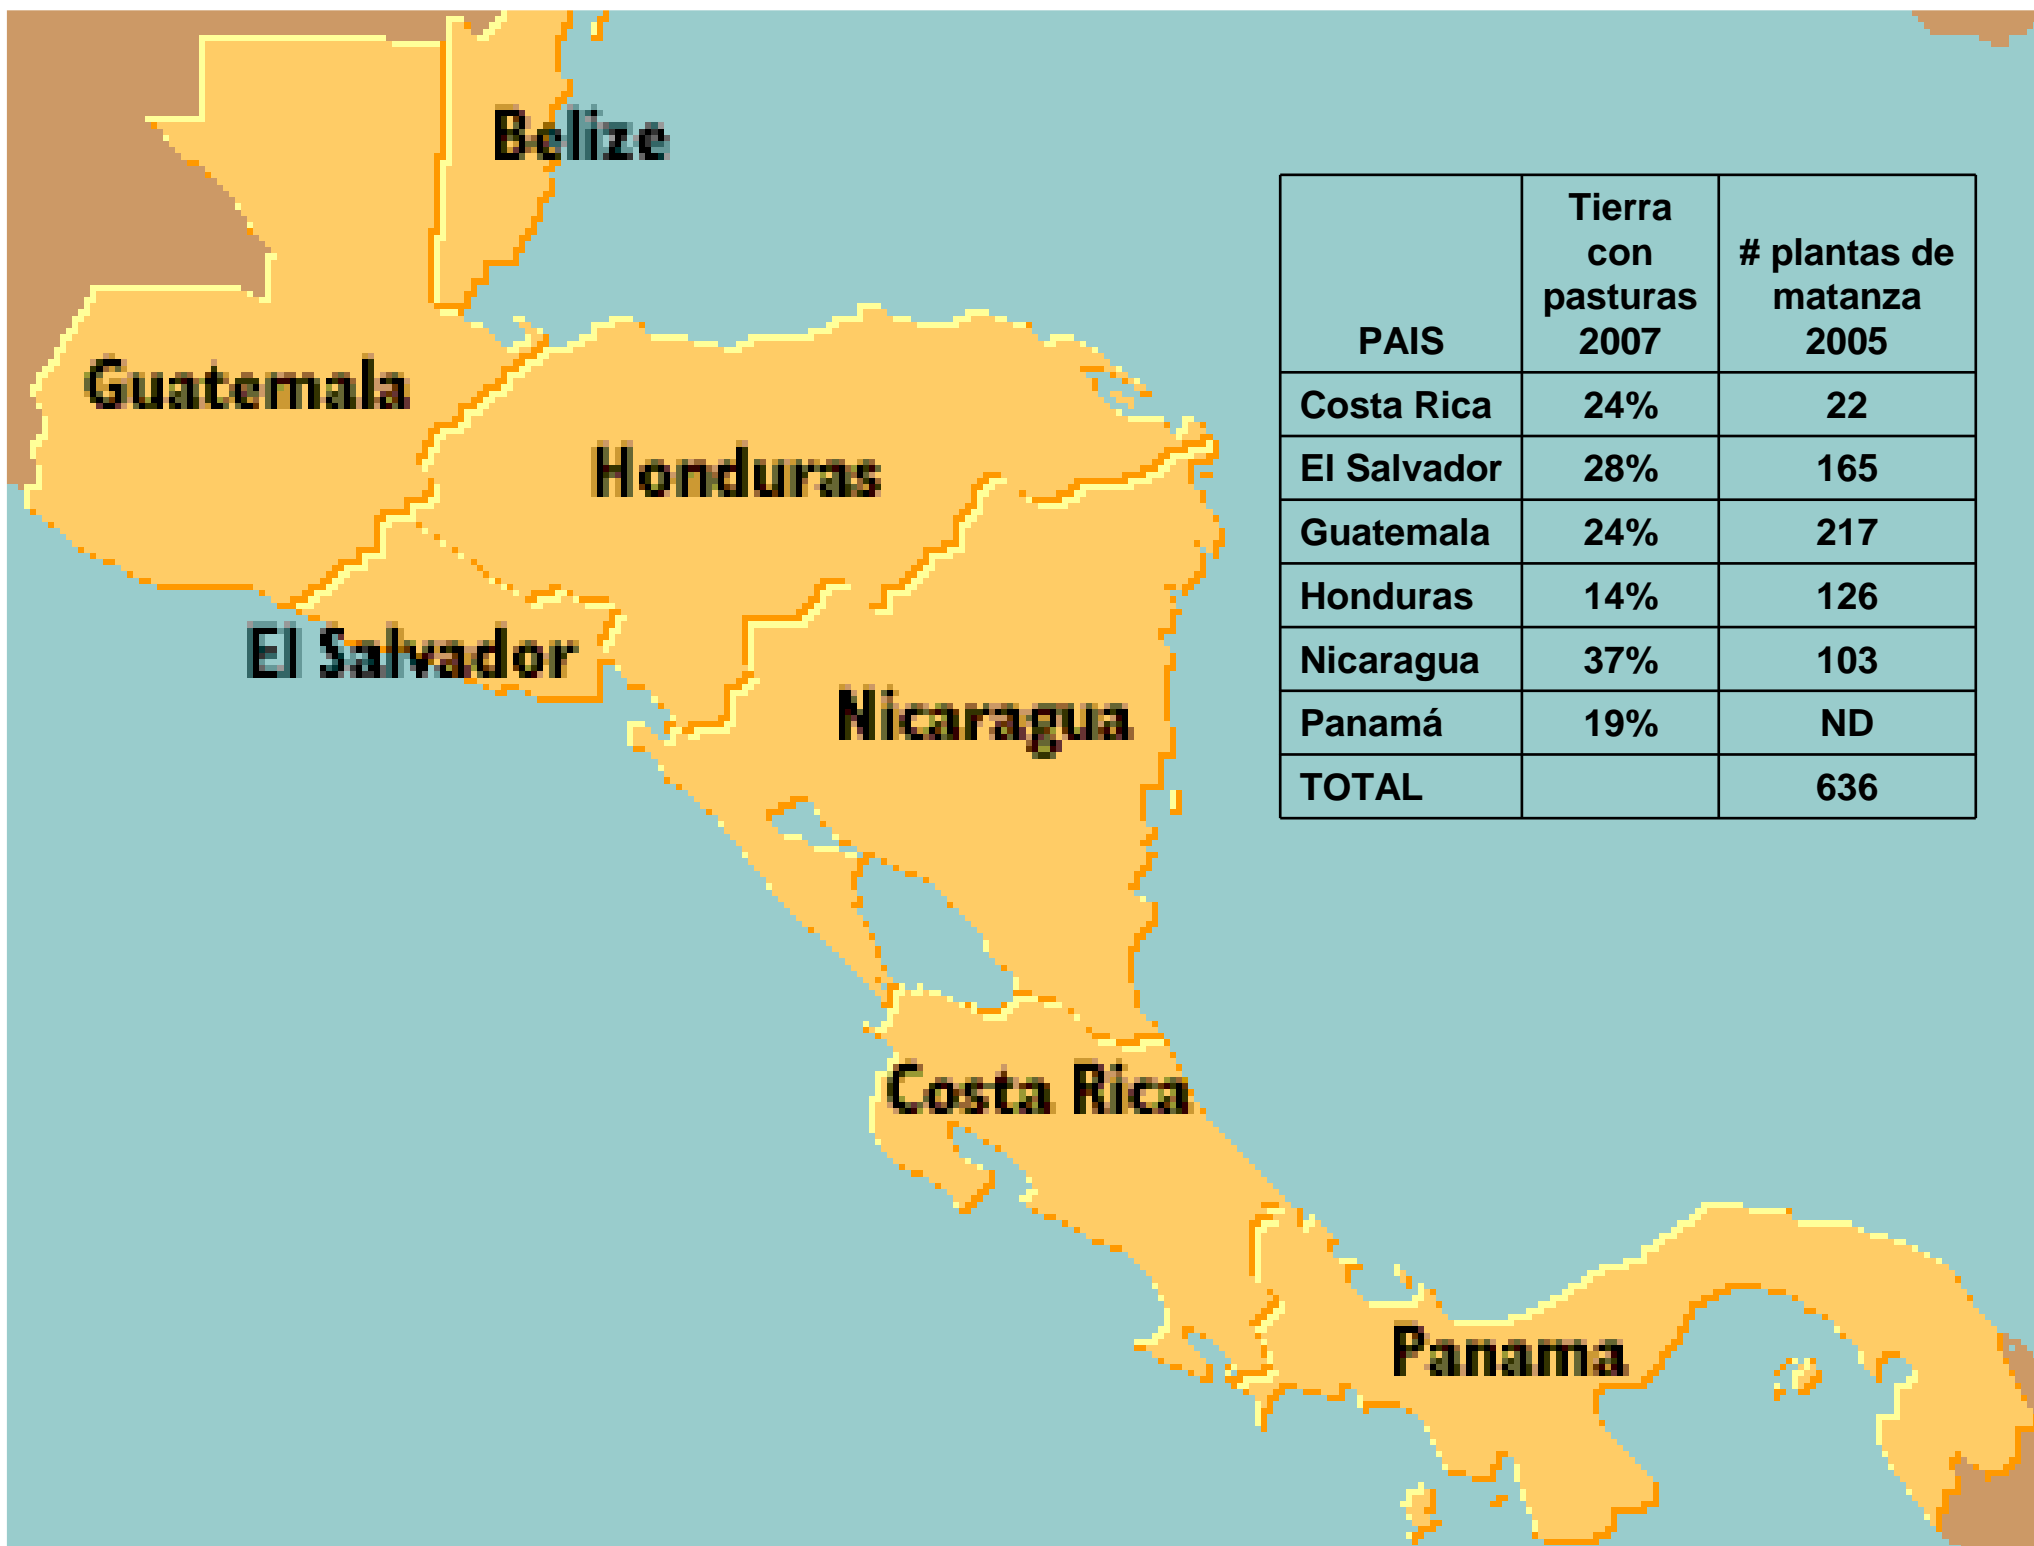 Belize
Guatemala
Honduras
El Salvador
Nicaragua
Costa Rica
Panama
PAIS Tierra con pasturas 2007 # plantas de matanza 2005
Costa Rica 24% 22
El Salvador 28% 165
Guatemala 24% 217
Honduras 14% 126
Nicaragua 37% 103
Panamá 19% ND
TOTAL 636